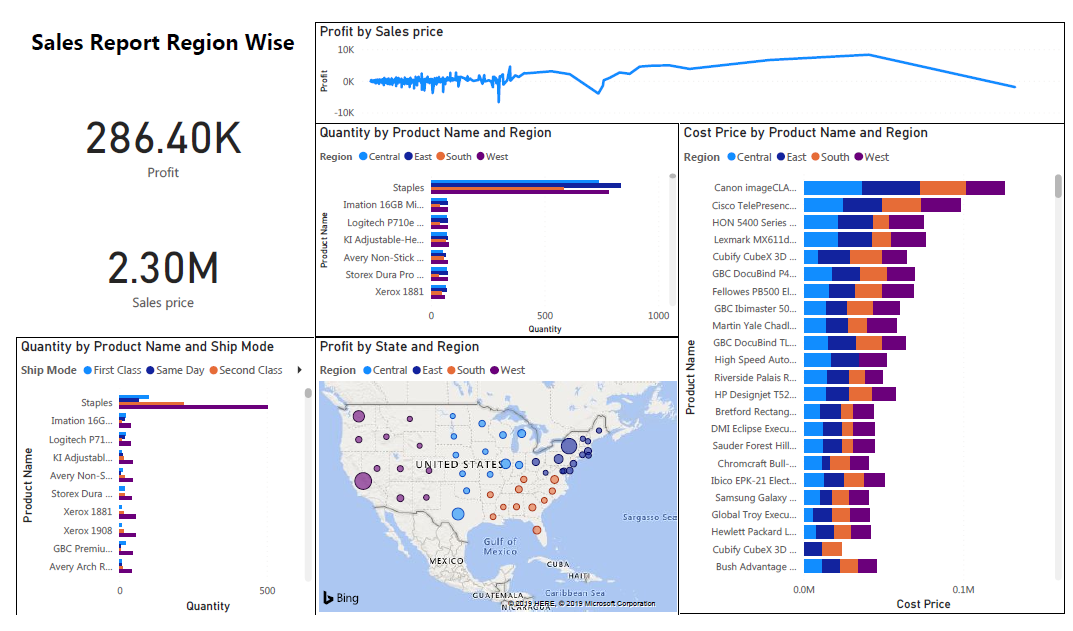 Sales Report Region Wise
286.40K
Profit
2.30M
Sales price
Profit by Sales price
Profit
10K
0K
-10K
Quantity by Product Name and Region
Region Central East South West
Product Name
Staples
Imation 16GB Mi...
Logitech P710e ...
KI Adjustable-He...
Avery Non-Stick ...
Storex Dura Pro ...
Xerox 1881
0 500 1000
Quantity
Cost Price by Product Name and Region
Region Central East South West
Product Name
Canon imageCLA...
Cisco TelePresenc...
HON 5400 Series ...
Lexmark MX611d...
Cubify CubeX 3D ...
GBC DocuBind P4...
Fellowes PB500 El...
GBC Ibimaster 50...
Martin Yale Chadl...
GBC DocuBind TL...
High Speed Auto...
Riverside Palais R...
HP Designjet T52...
Bretford Rectang...
DMI Eclipse Execu...
Sauder Forest Hill...
Chromcraft Bull-...
Ibico EPK-21 Elect...
Samsung Galaxy ...
Global Troy Execu...
Hewlett Packard L...
Cubify CubeX 3D ...
Bush Advantage ...
0.0M 0.1M
Cost Price
Quantity by Product Name and Ship Mode
Ship Mode First Class Same Day Second Class
Product Name
Staples
Imation 16G...
Logitech P71...
KI Adjustabl...
Avery Non-S...
Storex Dura ...
Xerox 1881
Xerox 1908
GBC Premiu...
Avery Arch R...
0 500
Quantity
Profit by State and Region
Region Central East South West
UNITED STATES
Sargasso Sea
Gulf of
Mexico
MEXICO
CUBA
HAITI
GUATEMALA
Caribbean Sea
NICARAGUA
Bing
© 2019 HERE, © 2019 Microsoft Corporation